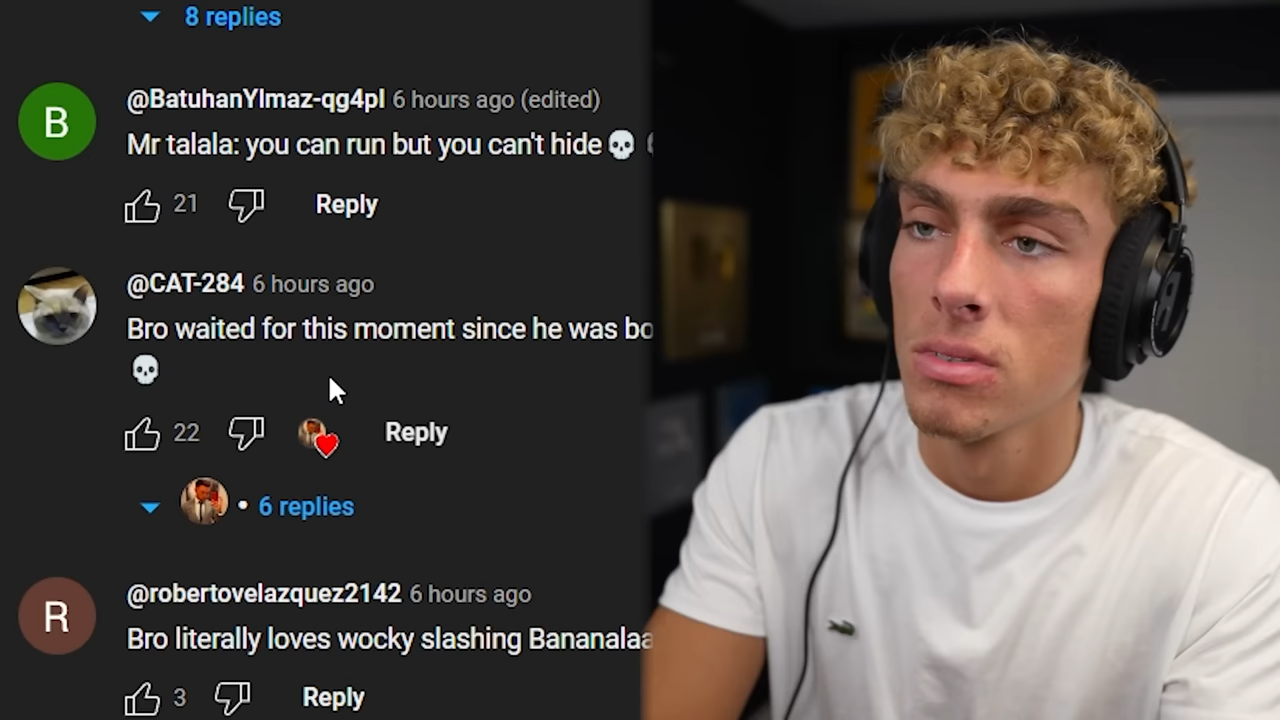 8 replies
B
@BatuhanYlmaz-qg4pl 6 hours ago (edited)
Mr talala: you can run but you can't hide💀
21
Reply
@CAT-284 6 hours ago
Bro waited for this moment since he was bo
💀
22
Reply
• 6 replies
R
@robertovelazquez2142 6 hours ago
Bro literally loves wocky slashing Bananalaa
3
Reply